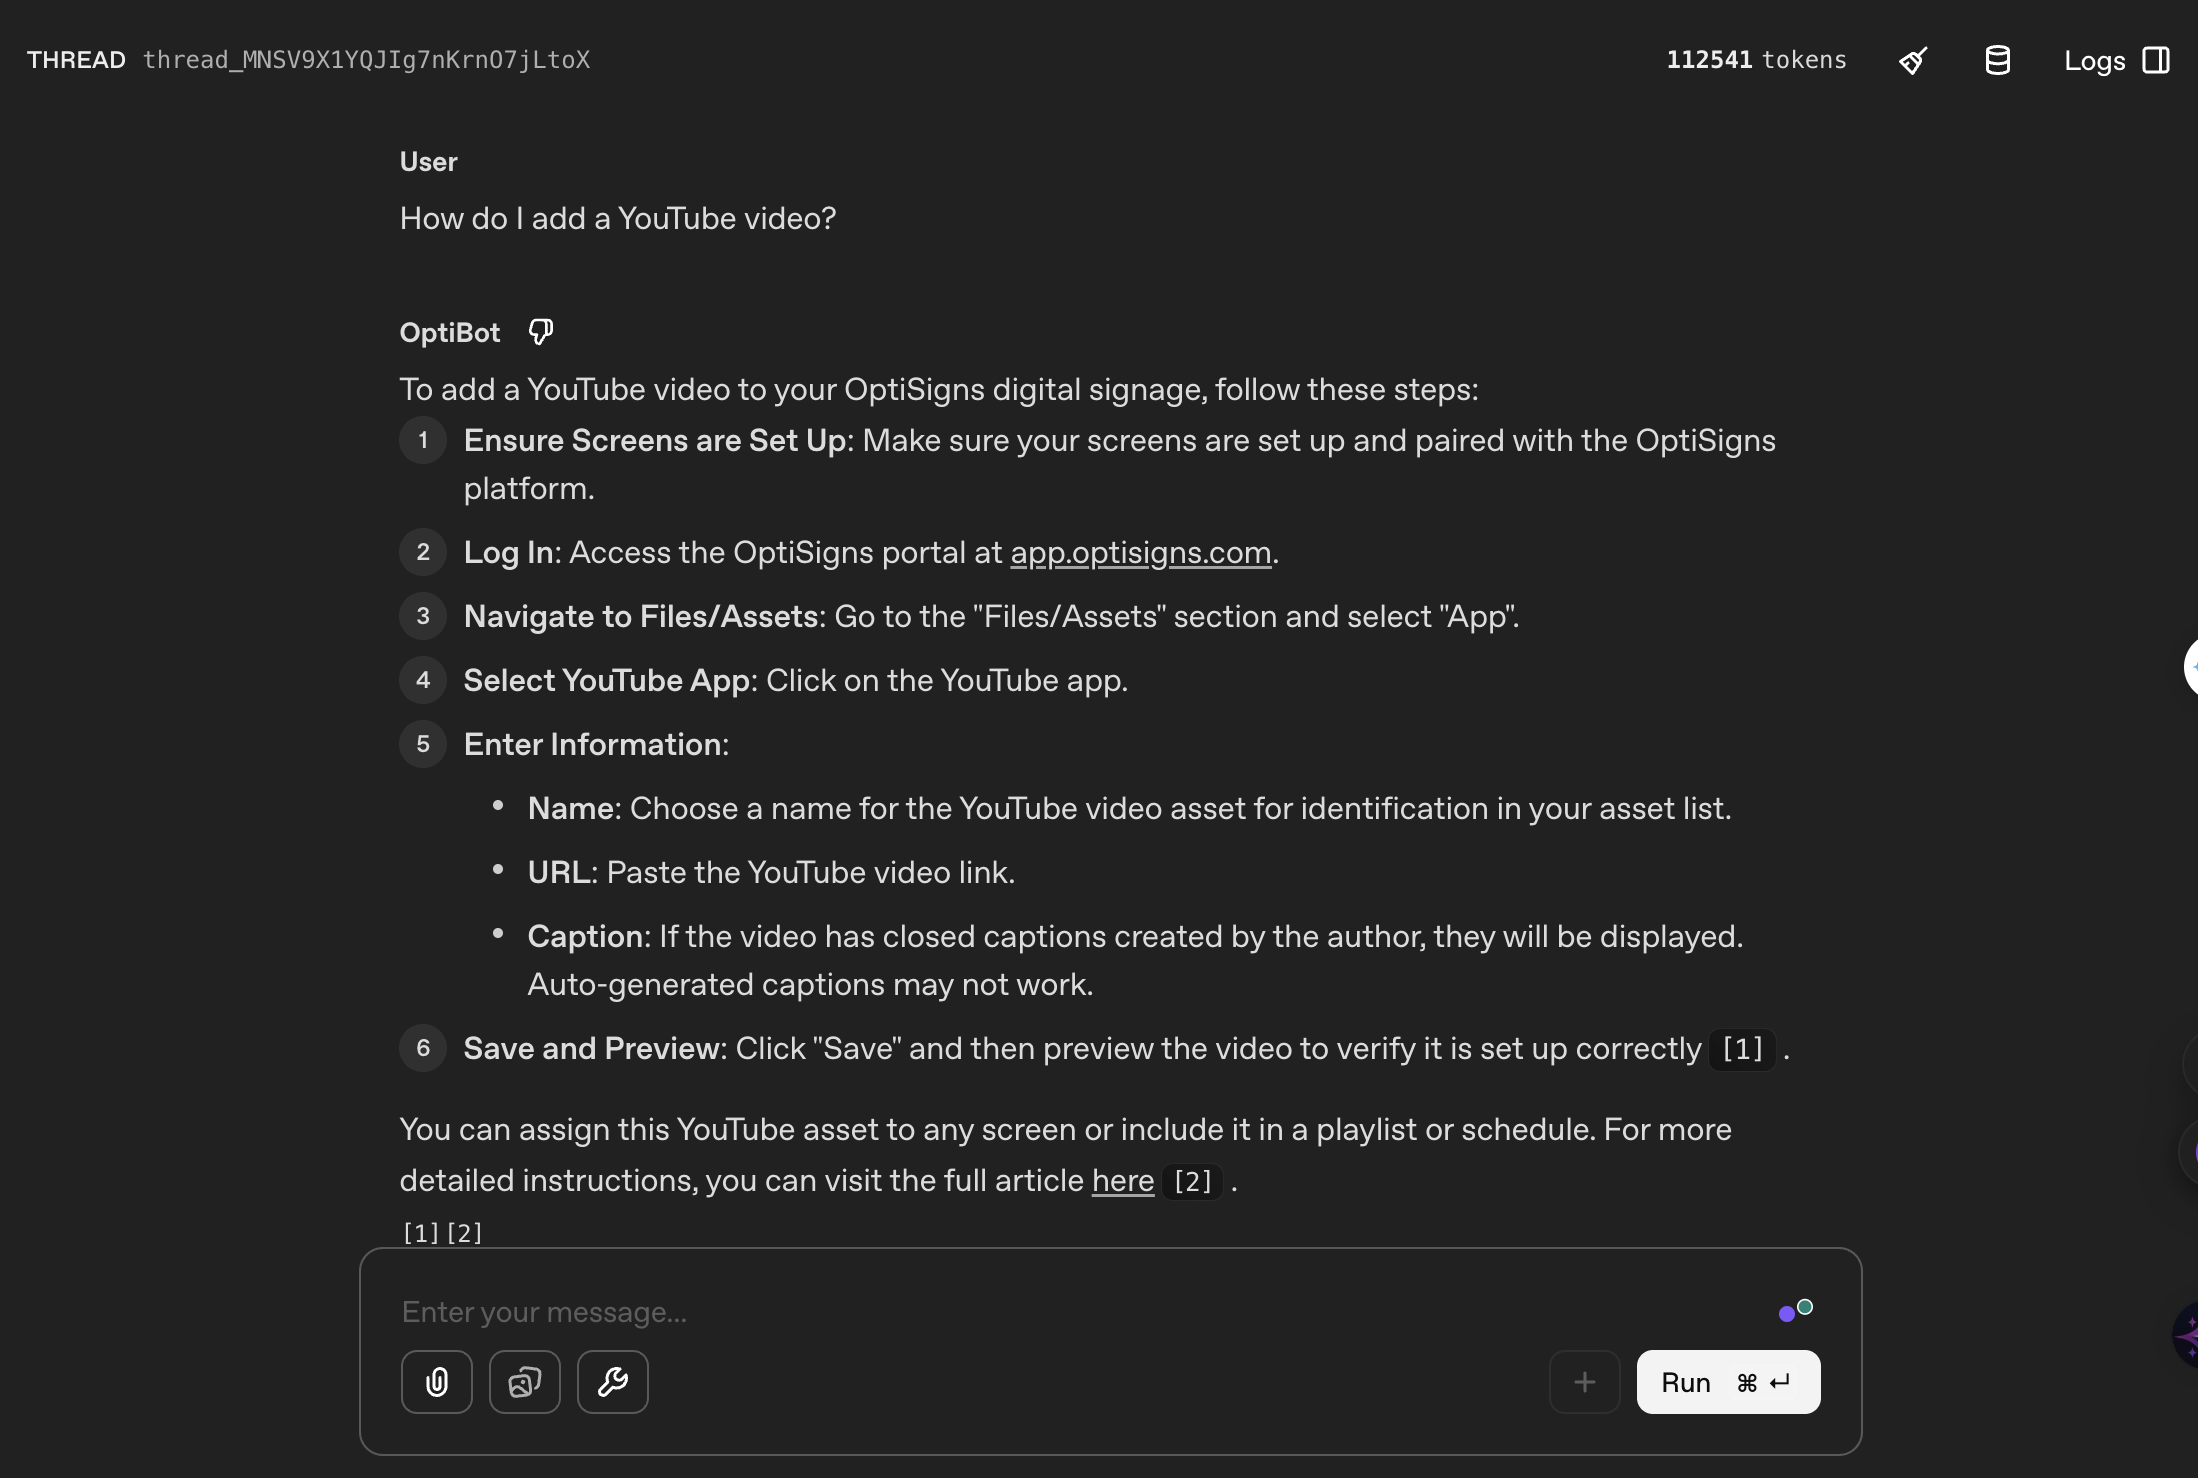 THREAD thread_MNSV9X1YQJIg7nKrnO7jLtoX 112541 tokens Logs
User
How do I add a YouTube video?
OptiBot
To add a YouTube video to your OptiSigns digital signage, follow these steps:
1 Ensure Screens are Set Up: Make sure your screens are set up and paired with the OptiSigns
platform.
2 Log In: Access the OptiSigns portal at app.optisigns.com.
3 Navigate to Files/Assets: Go to the "Files/Assets" section and select "App".
4 Select YouTube App: Click on the YouTube app.
5 Enter Information:
• Name: Choose a name for the YouTube video asset for identification in your asset list.
• URL: Paste the YouTube video link.
• Caption: If the video has closed captions created by the author, they will be displayed.
Auto-generated captions may not work.
6 Save and Preview: Click "Save" and then preview the video to verify it is set up correctly [1] .
You can assign this YouTube asset to any screen or include it in a playlist or schedule. For more
detailed instructions, you can visit the full article here [2] .
[1][2]
Enter your message...
Run ⌘ ↵